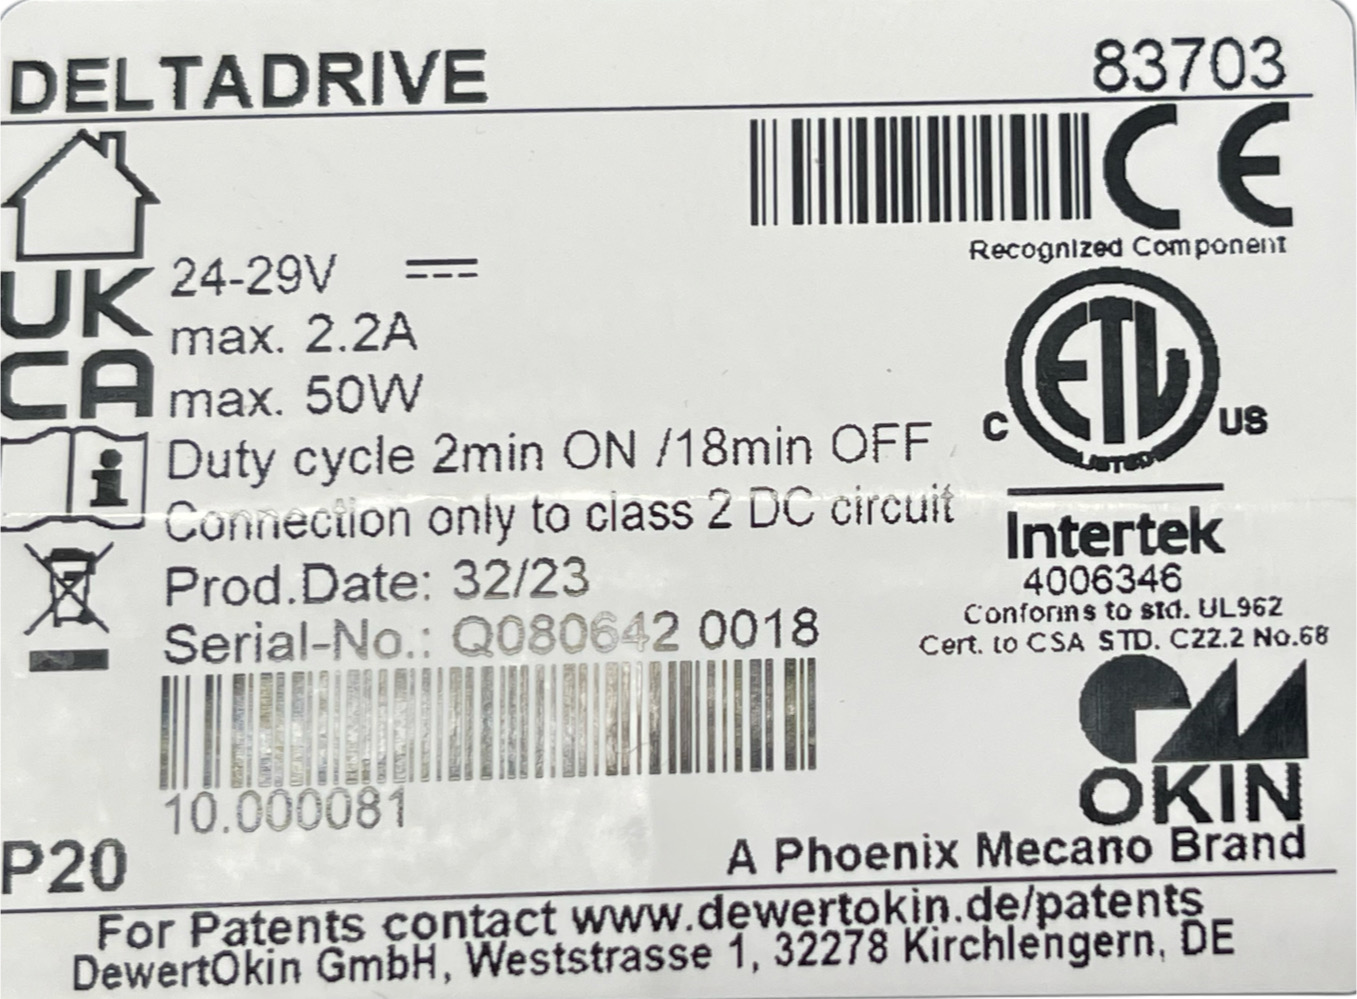 DELTADRIVE 83703
CE
Recognized Component
UK
CA
24-29V
max. 2.2A
max. 50W
Duty cycle 2min ON /18min OFF
Connection only to class 2 DC circuit
Prod.Date: 32/23
Serial-No.: Q080642 0018
10.000081
P20
ETL
C US
LISTED
Intertek
4006346
Conforms to std. UL962
Cert. to CSA STD. C22.2 No.68
OKIN
A Phoenix Mecano Brand
For Patents contact www.dewertokin.de/patents
DewertOkin GmbH, Weststrasse 1, 32278 Kirchlengern, DE